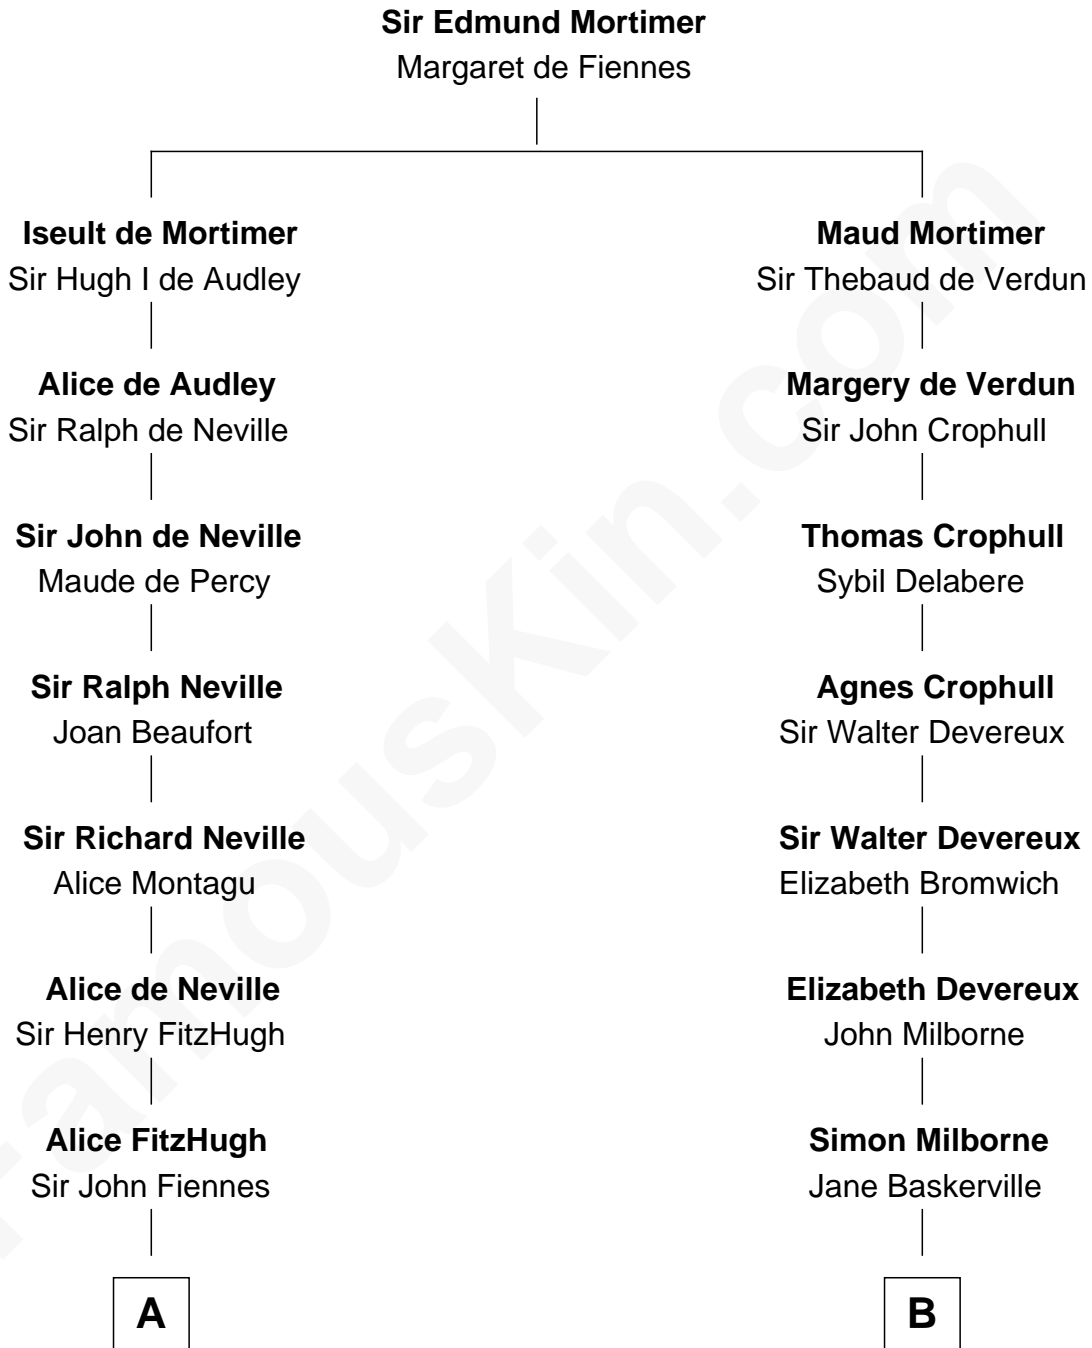 Sir Edmund Mortimer
Margaret de Fiennes
Iseult de Mortimer
Sir Hugh I de Audley
Maud Mortimer
Sir Thebaud de Verdun
Alice de Audley
Sir Ralph de Neville
Margery de Verdun
Sir John Crophull
Sir John de Neville
Maude de Percy
Thomas Crophull
Sybil Delabere
Sir Ralph Neville
Joan Beaufort
Agnes Crophull
Sir Walter Devereux
Sir Richard Neville
Alice Montagu
Sir Walter Devereux
Elizabeth Bromwich
Alice de Neville
Sir Henry FitzHugh
Elizabeth Devereux
John Milborne
Alice FitzHugh
Sir John Fiennes
Simon Milborne
Jane Baskerville
A
B
FamousKin.com